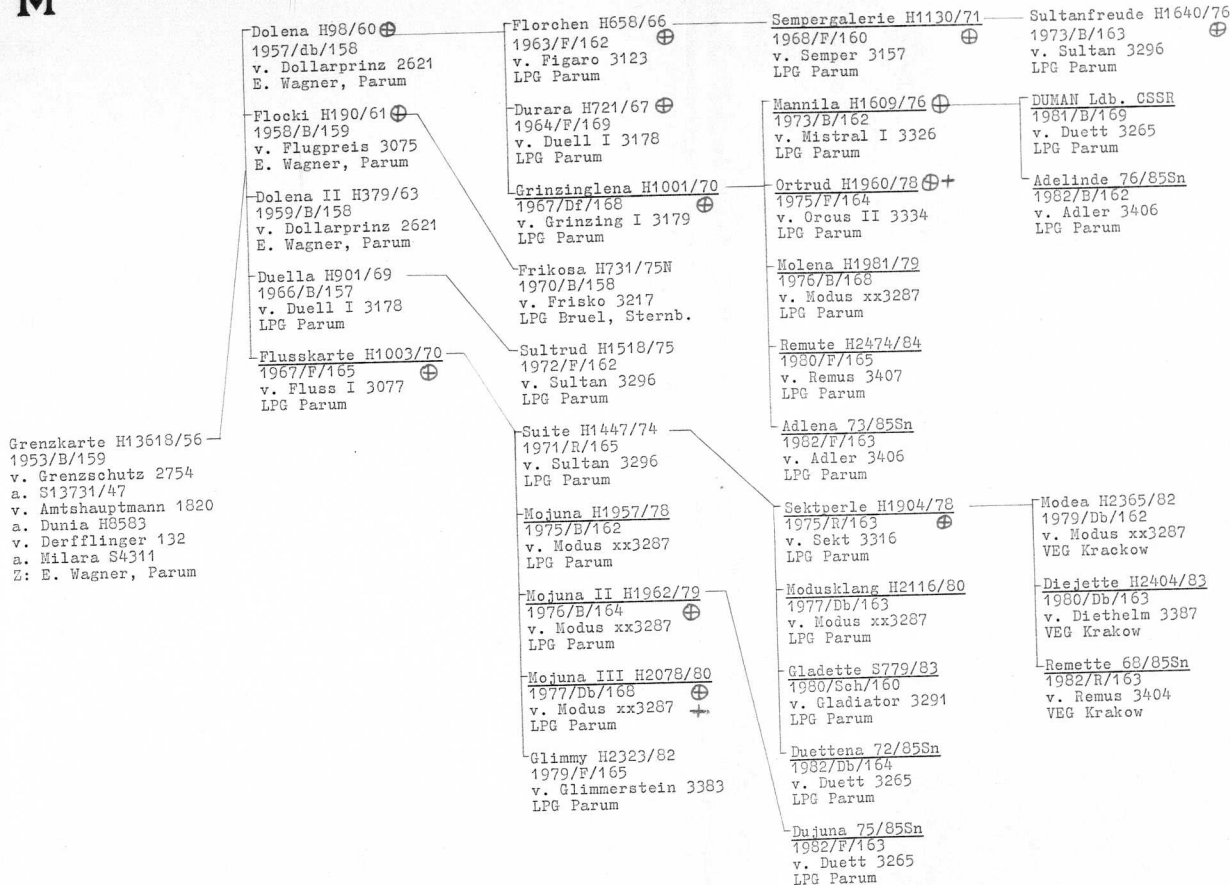 M
Dolena H98/60 ⊕
1957/db/158
v. Dollarprinz 2621
E. Wagner, Parum
Flocki H190/61 ⊕
1958/B/159
v. Flugpreis 3075
E. Wagner, Parum
Dolena II H379/63
1959/B/158
v. Dollarprinz 2621
E. Wagner, Parum
Duella H901/69
1966/B/157
v. Duell I 3178
LPG Parum
Flusskarte H1003/70
1967/F/165 ⊕
v. Fluss I 3077
LPG Parum
Grenzkarte H13618/56
1953/B/159
v. Grenzschutz 2754
a. S13731/47
v. Amtshauptmann 1820
a. Dunia H8583
v. Derfflinger 132
a. Milara S4311
Z: E. Wagner, Parum
Florchen H658/66
1963/F/162 ⊕
v. Figaro 3123
LPG Parum
Durara H721/67 ⊕
1964/F/169
v. Duell I 3178
LPG Parum
Grinzinglena H1001/70
1967/Df/168 ⊕
v. Grinzing I 3179
LPG Parum
Frikosa H731/75N
1970/B/158
v. Frisko 3217
LPG Bruel, Sternb.
Sultrud H1518/75
1972/F/162
v. Sultan 3296
LPG Parum
Suite H1447/74
1971/R/165
v. Sultan 3296
LPG Parum
Mojuna H1957/78
1975/B/162
v. Modus xx3287
LPG Parum
Mojuna II H1962/79
1976/B/164 ⊕
v. Modus xx3287
LPG Parum
Mojuna III H2078/80
1977/Db/168 ⊕
v. Modus xx3287 +
LPG Parum
Glimmy H2323/82
1979/F/165
v. Glimmerstein 3383
LPG Parum
Sempergalerie H1130/71
1968/F/160 ⊕
v. Semper 3157
LPG Parum
Mannila H1609/76 ⊕
1973/B/162
v. Mistral I 3326
LPG Parum
Ortrud H1960/78 ⊕+
1975/F/164
v. Orcus II 3334
LPG Parum
Molena H1981/79
1976/B/168
v. Modus xx3287
LPG Parum
Remute H2474/84
1980/F/165
v. Remus 3407
LPG Parum
Adlena 73/85Sn
1982/F/163
v. Adler 3406
LPG Parum
Sektperle H1904/78
1975/R/163 ⊕
v. Sekt 3316
LPG Parum
Modusklang H2116/80
1977/Db/163
v. Modus xx3287
LPG Parum
Gladette S779/83
1980/Sch/160
v. Gladiator 3291
LPG Parum
Duettena 72/85Sn
1982/Db/164
v. Duett 3265
LPG Parum
Dujuna 75/85Sn
1982/F/163
v. Duett 3265
LPG Parum
Sultanfreude H1640/76
1973/B/163 ⊕
v. Sultan 3296
LPG Parum
DUMAN Ldb. CSSR
1981/B/169
v. Duett 3265
LPG Parum
Adelinde 76/85Sn
1982/B/162
v. Adler 3406
LPG Parum
Modea H2365/82
1979/Db/162
v. Modus xx3287
VEG Krackow
Diejette H2404/83
1980/Db/163
v. Diethelm 3387
VEG Krakow
Remette 68/85Sn
1982/R/163
v. Remus 3404
VEG Krakow